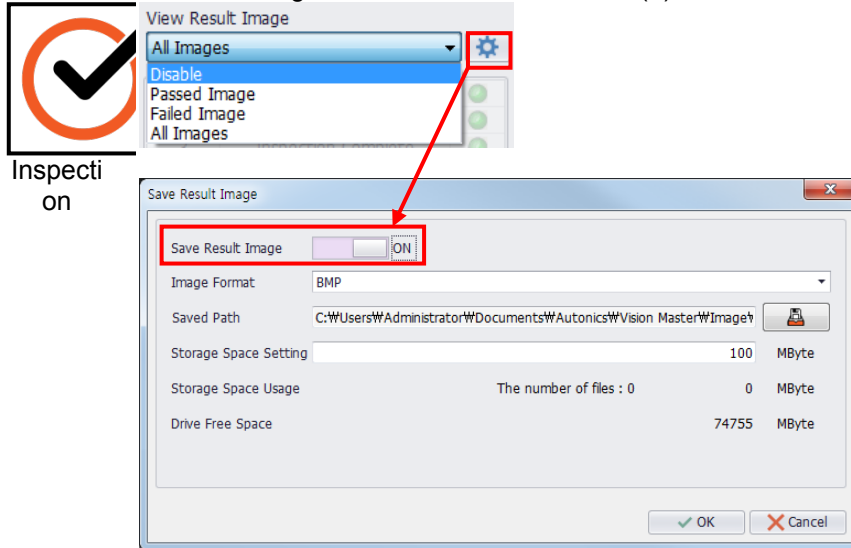 View Result Image
All Images
Disable
Passed Image
Failed Image
All Images
Inspecti
on
Save Result Image
Save Result Image ON
Image Format BMP
Saved Path C:₩Users₩Administrator₩Documents₩Autonics₩Vision Master₩Image₩
Storage Space Setting 100 MByte
Storage Space Usage The number of files : 0 0 MByte
Drive Free Space 74755 MByte
OK Cancel